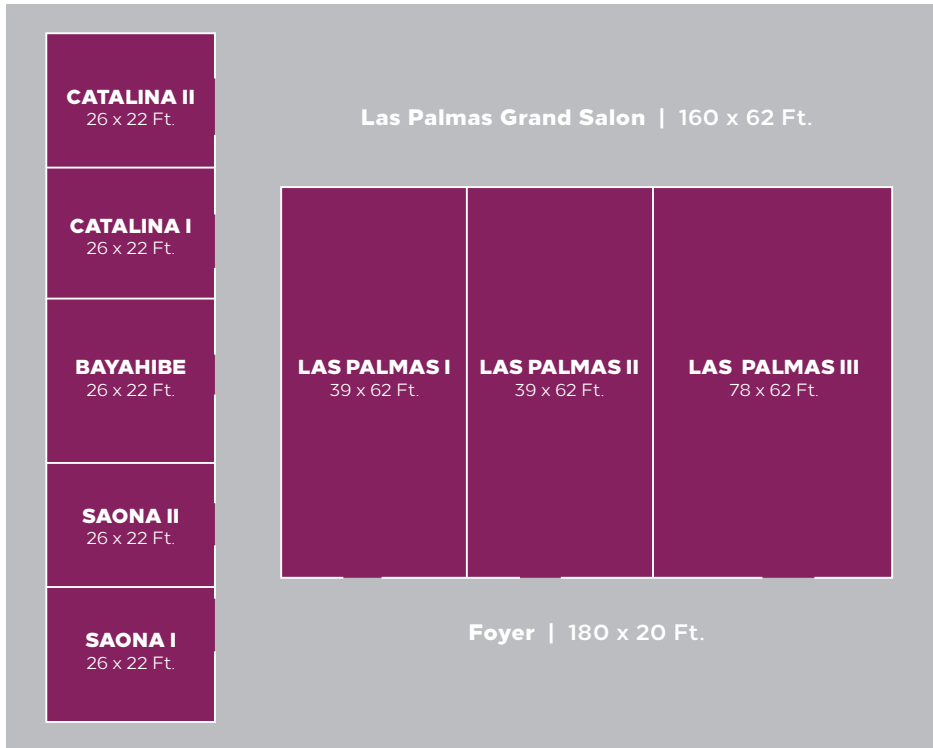 CATALINA II
26 x 22 Ft.
CATALINA I
26 x 22 Ft.
BAYAHIBE
26 x 22 Ft.
SAONA II
26 x 22 Ft.
SAONA I
26 x 22 Ft.
Las Palmas Grand Salon | 160 x 62 Ft.
LAS PALMAS I
39 x 62 Ft.
LAS PALMAS II
39 x 62 Ft.
LAS PALMAS III
78 x 62 Ft.
Foyer | 180 x 20 Ft.